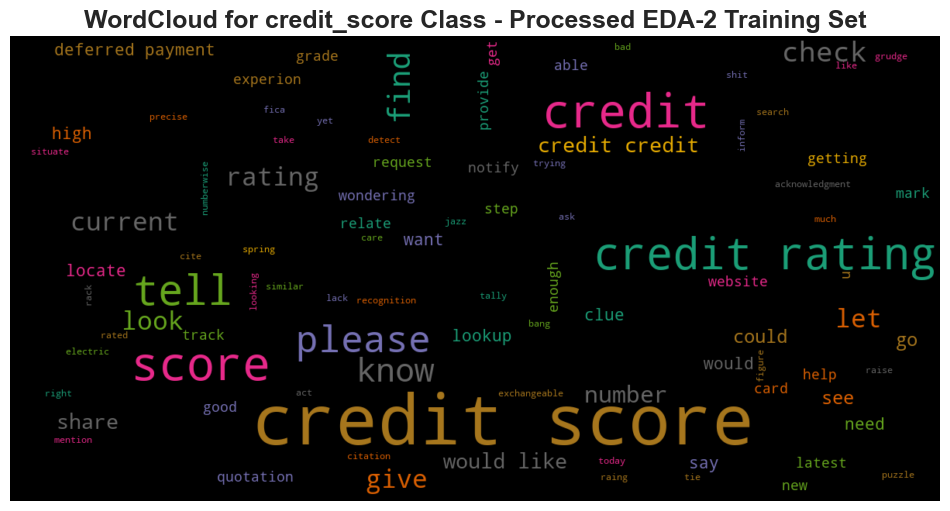 WordCloud for credit_score Class - Processed EDA-2 Training Set
deferred payment
grade
experion
find
get
provide
able
bad
check
like
grudge
shit
precise
fica
yet
high
situate
take
detect
credit
search
inform
credit credit
getting
request
notify
trying
numberwise
rating
wondering
acknowledgment
mark
current
relate
jazz
step
ask
much
care
want
cite
spring
credit rating
locate
looking
similar
tell
rack
lack
recognition
tally
enough
website
u
look
track
rated
please
lookup
bang
clue
let
could
go
electric
score
know
would
figure
card
help
raise
right
act
exchangeable
number
see
share
good
credit score
need
mention
citation
would like
today
say
latest
quotation
give
raing
tie
new
puzzle